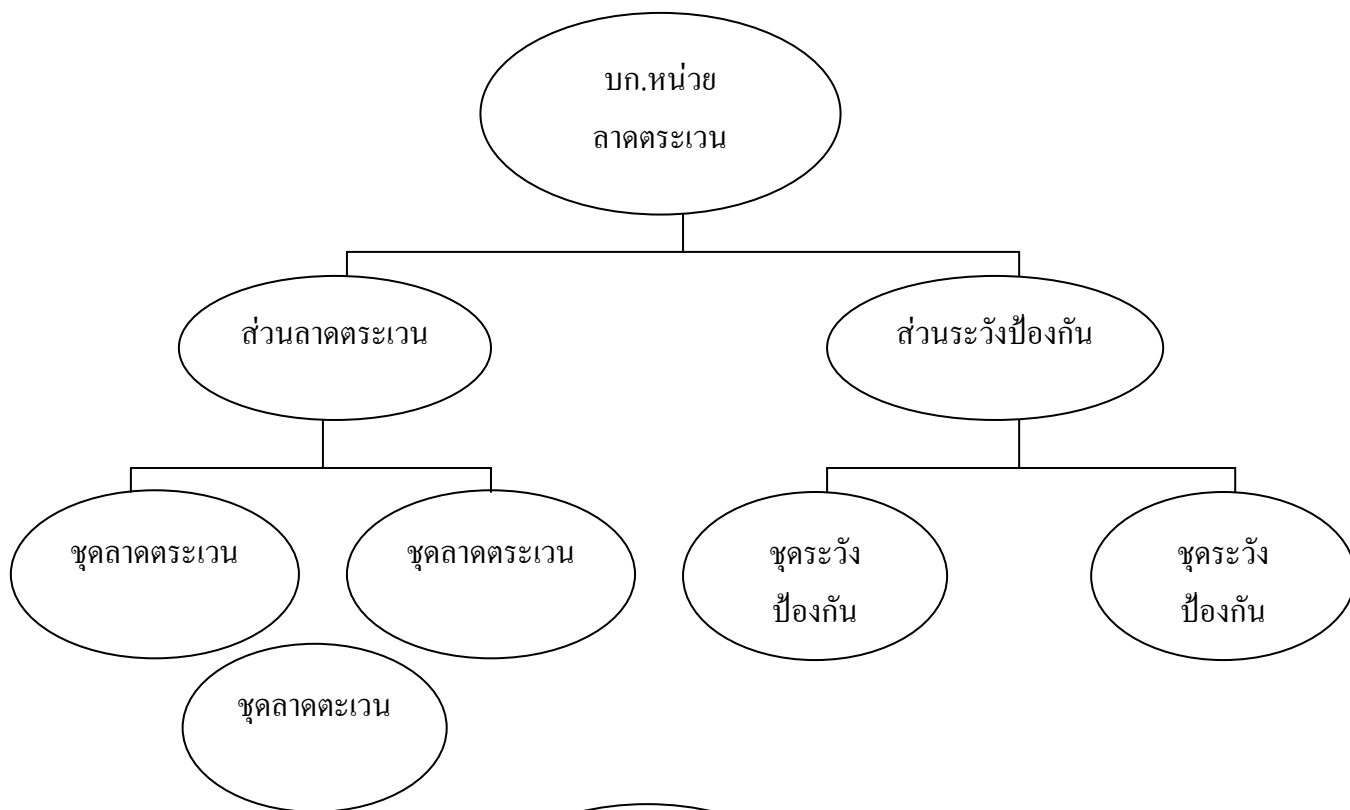 บก.หน่วย
ลาดตระเวน
ส่วนลาดตระเวน
ส่วนระวังป้องกัน
ชุดลาดตระเวน
ชุดลาดตระเวน
ชุดระวัง
ป้องกัน
ชุดระวัง
ป้องกัน
ชุดลาดตะเวน